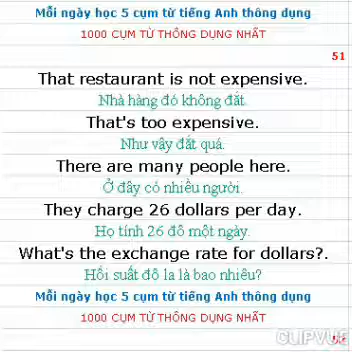 Mỗi ngày học 5 cụm từ tiếng Anh thông dụng
1000 CỤM TỪ THÔNG DỤNG NHẤT
51
That restaurant is not expensive.
Nhà hàng đó không đắt.
That's too expensive.
Như vậy đắt quá.
There are many people here.
Ở đây có nhiều người.
They charge 26 dollars per day.
Họ tính 26 đô một ngày.
What's the exchange rate for dollars?.
Hối suất đô la là bao nhiêu?
Mỗi ngày học 5 cụm từ tiếng Anh thông dụng
1000 CỤM TỪ THÔNG DỤNG NHẤT
CLIPVUE